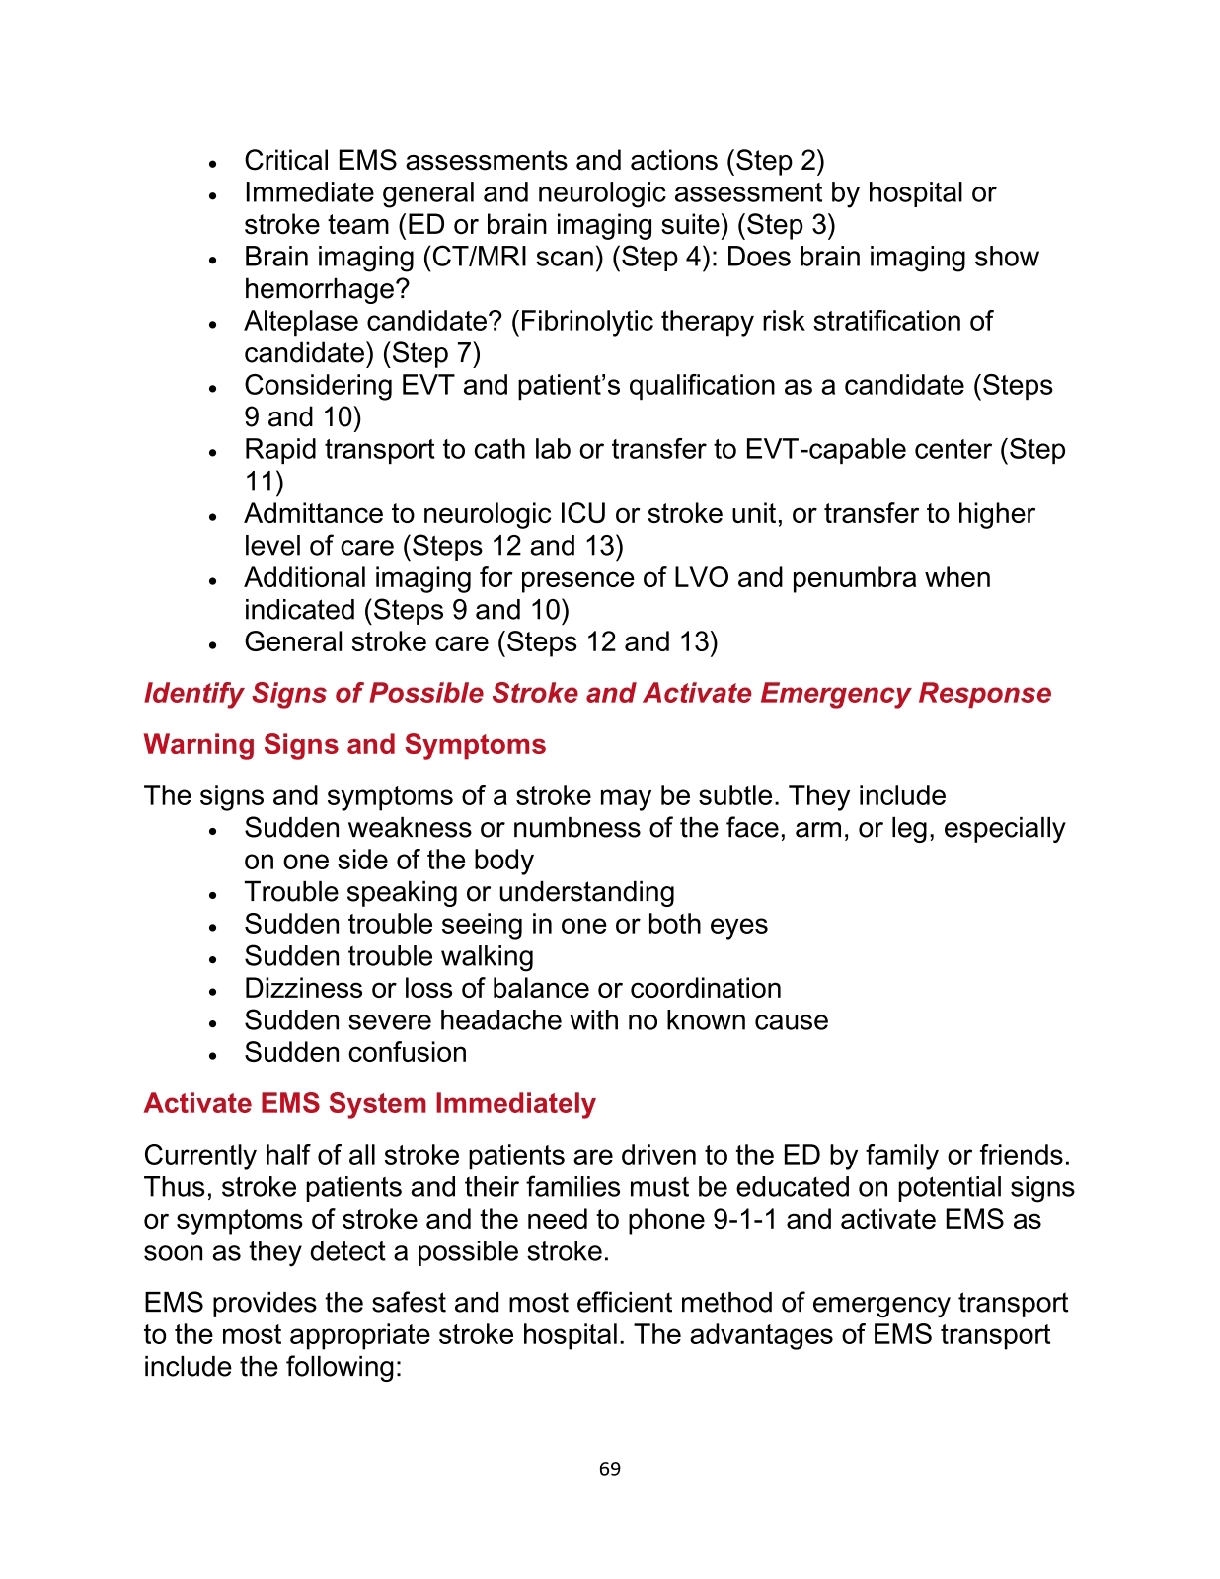 • Critical EMS assessments and actions (Step 2)
• Immediate general and neurologic assessment by hospital or
stroke team (ED or brain imaging suite) (Step 3)
• Brain imaging (CT/MRI scan) (Step 4): Does brain imaging show
hemorrhage?
• Alteplase candidate? (Fibrinolytic therapy risk stratification of
candidate) (Step 7)
• Considering EVT and patient’s qualification as a candidate (Steps
9 and 10)
• Rapid transport to cath lab or transfer to EVT-capable center (Step
11)
• Admittance to neurologic ICU or stroke unit, or transfer to higher
level of care (Steps 12 and 13)
• Additional imaging for presence of LVO and penumbra when
indicated (Steps 9 and 10)
• General stroke care (Steps 12 and 13)
Identify Signs of Possible Stroke and Activate Emergency Response
Warning Signs and Symptoms
The signs and symptoms of a stroke may be subtle. They include
• Sudden weakness or numbness of the face, arm, or leg, especially
on one side of the body
• Trouble speaking or understanding
• Sudden trouble seeing in one or both eyes
• Sudden trouble walking
• Dizziness or loss of balance or coordination
• Sudden severe headache with no known cause
• Sudden confusion
Activate EMS System Immediately
Currently half of all stroke patients are driven to the ED by family or friends.
Thus, stroke patients and their families must be educated on potential signs
or symptoms of stroke and the need to phone 9-1-1 and activate EMS as
soon as they detect a possible stroke.
EMS provides the safest and most efficient method of emergency transport
to the most appropriate stroke hospital. The advantages of EMS transport
include the following:
69